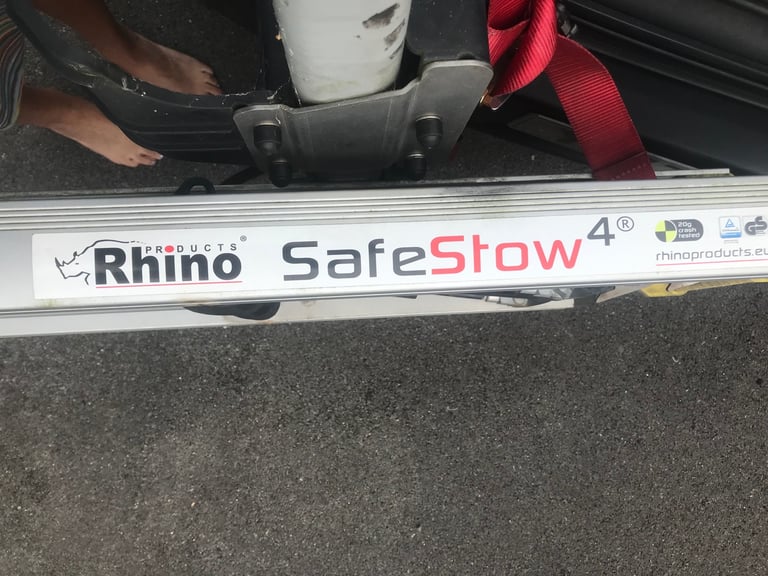 PRODUCTS®
Rhino
SafeStow4®
20g
crash
tested
rhinoproducts.eu